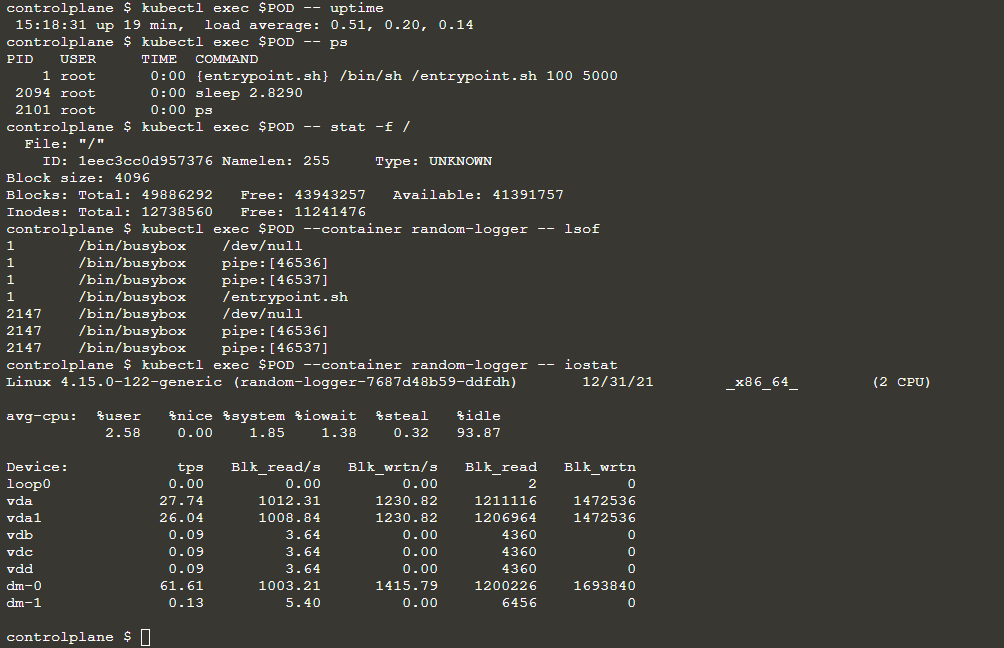 controlplane $ kubectl exec $POD -- uptime
 15:18:31 up 19 min,  load average: 0.51, 0.20, 0.14
controlplane $ kubectl exec $POD -- ps
PID   USER     TIME  COMMAND
    1 root      0:00 {entrypoint.sh} /bin/sh /entrypoint.sh 100 5000
 2094 root      0:00 sleep 2.8290
 2101 root      0:00 ps
controlplane $ kubectl exec $POD -- stat -f /
  File: "/"
    ID: 1eec3cc0d957376 Namelen: 255     Type: UNKNOWN
Block size: 4096
Blocks: Total: 49886292   Free: 43943257   Available: 41391757
Inodes: Total: 12738560   Free: 11241476
controlplane $ kubectl exec $POD --container random-logger -- lsof
1       /bin/busybox    /dev/null
1       /bin/busybox    pipe:[46536]
1       /bin/busybox    pipe:[46537]
1       /bin/busybox    /entrypoint.sh
2147    /bin/busybox    /dev/null
2147    /bin/busybox    pipe:[46536]
2147    /bin/busybox    pipe:[46537]
controlplane $ kubectl exec $POD --container random-logger -- iostat
Linux 4.15.0-122-generic (random-logger-7687d48b59-ddfdh)       12/31/21        _x86_64_        (2 CPU)

avg-cpu:  %user   %nice %system %iowait  %steal   %idle
           2.58    0.00    1.85    1.38    0.32   93.87

Device:            tps   Blk_read/s   Blk_wrtn/s   Blk_read   Blk_wrtn
loop0             0.00         0.00         0.00          2          0
vda              27.74      1012.31      1230.82    1211116    1472536
vda1             26.04      1008.84      1230.82    1206964    1472536
vdb               0.09         3.64         0.00       4360          0
vdc               0.09         3.64         0.00       4360          0
vdd               0.09         3.64         0.00       4360          0
dm-0             61.61      1003.21      1415.79    1200226    1693840
dm-1              0.13         5.40         0.00       6456          0

controlplane $